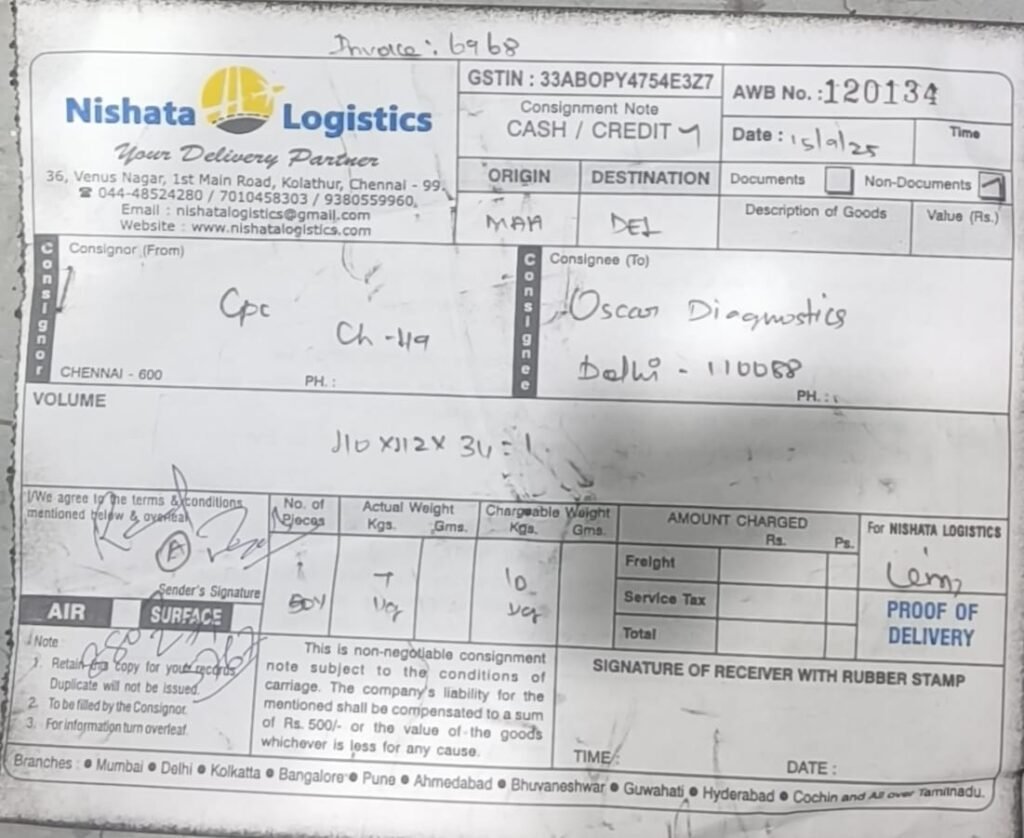 Invoice: 6968
Nishata Logistics
Your Delivery Partner
36, Venus Nagar, 1st Main Road, Kolathur, Chennai - 99.
☎ 044-48524280 / 7010458303 / 9380559960,
Email : nishatalogistics@gmail.com
Website : www.nishatalogistics.com
GSTIN : 33ABOPY4754E3Z7
Consignment Note
CASH / CREDIT
AWB No. : 120134
Date : 15/9/25
Time
ORIGIN
DESTINATION
MAA
DEL
Documents
Non-Documents
Description of Goods
Value (Rs.)
Consignor
Consignor (From)
Cpc
Ch - 49
CHENNAI - 600
PH. :
Consignee
Consignee (To)
Oscar Diagnostics
Delhi - 110088
PH. :
VOLUME
I/We agree to the terms & conditions
mentioned below & overleaf
A
Sender's Signature
No. of
Pieces
Actual Weight
Kgs. Gms.
Chargeable Weight
Kgs. Gms.
10
AMOUNT CHARGED
Rs. Ps.
Freight
Service Tax
Total
For NISHATA LOGISTICS
PROOF OF
DELIVERY
AIR
SURFACE
Note :
1. Retain this copy for your records.
Duplicate will not be issued.
2. To be filled by the Consignor.
3. For information turn overleaf.
This is non-negotiable consignment
note subject to the conditions of
carriage. The company's liability for the
mentioned shall be compensated to a sum
of Rs. 500/- or the value of the goods
whichever is less for any cause.
SIGNATURE OF RECEIVER WITH RUBBER STAMP
TIME :
DATE :
Branches : ● Mumbai ● Delhi ● Kolkatta ● Bangalore ● Pune ● Ahmedabad ● Bhuvaneshwar ● Guwahati ● Hyderabad ● Cochin and All over Tamilnadu.